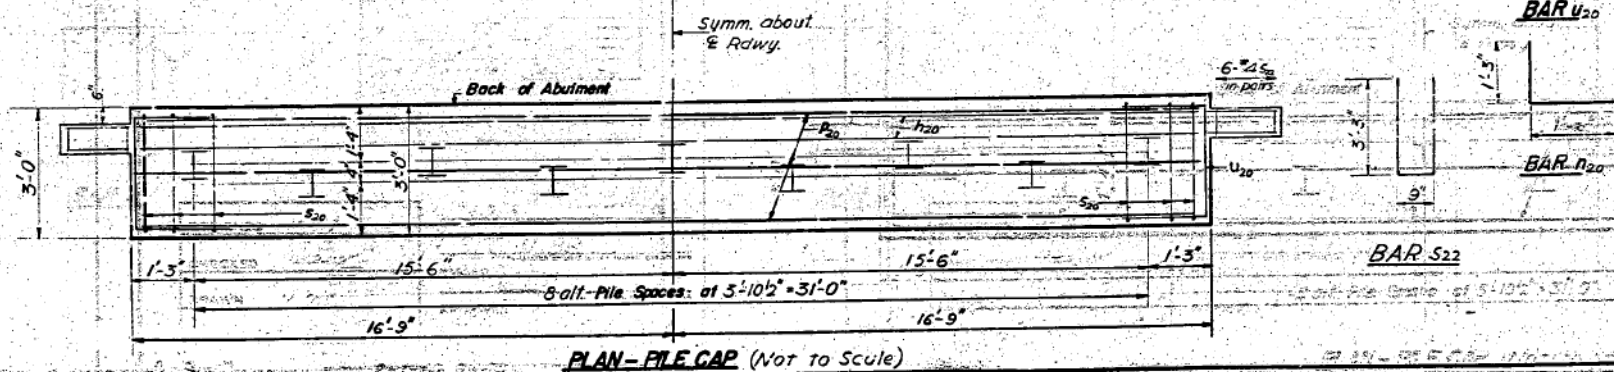 BAR u20
Symm. about
℄ Rdwy.
6-#4 S20
in pairs
Back of Abutment
6"
3'-0"
1'-4"
4"
1'-4"
3'-0"
P20
h20
u20
S20
S20
3'-3"
9"
1'-3"
BAR n20
BAR S22
1'-3"
15'-6"
15'-6"
1'-3"
8-alt.-Pile Spaces: at 3'-10½" = 31'-0"
16'-9"
16'-9"
PLAN - PILE CAP (Not to Scale)